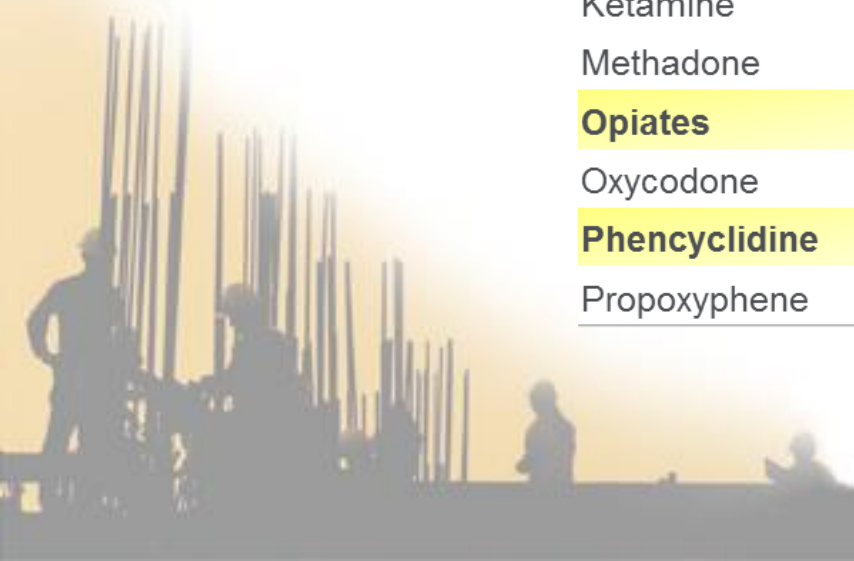 Ketamine
Methadone
Opiates
Oxycodone
Phencyclidine
Propoxyphene